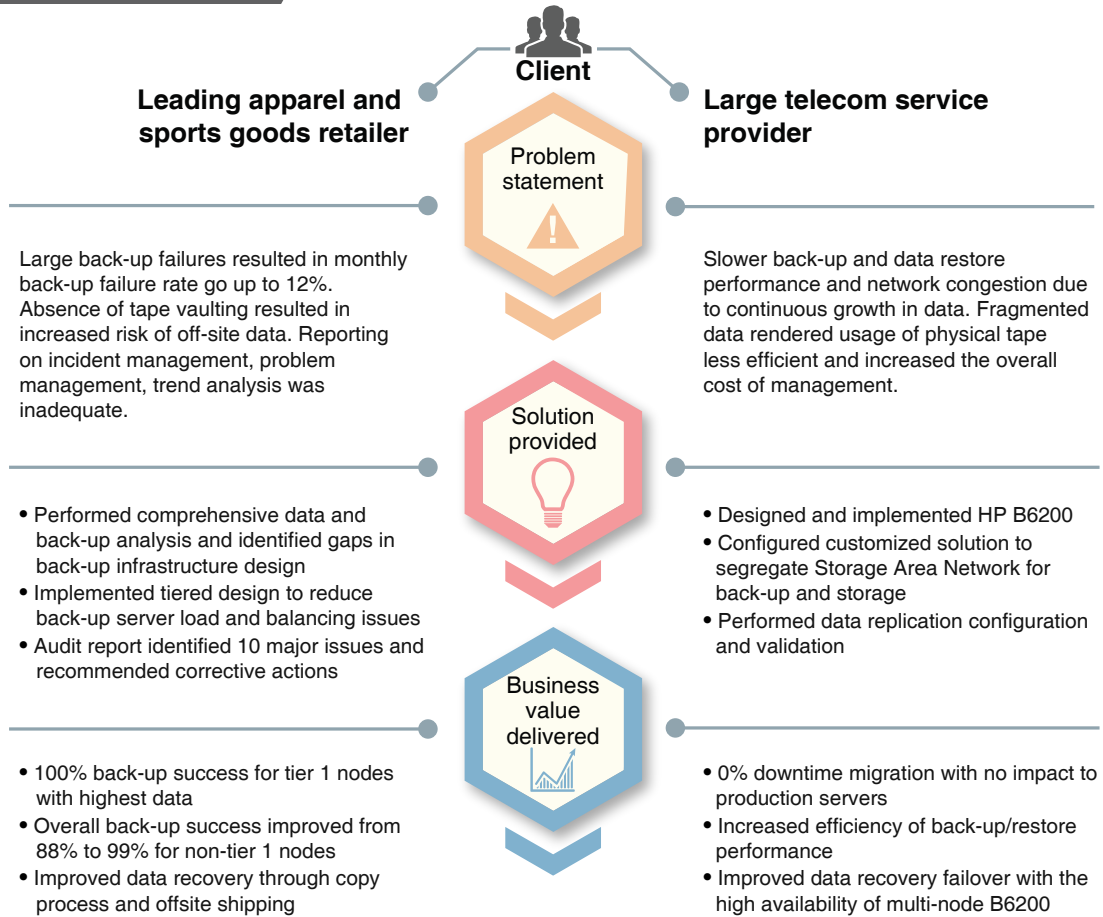 Client
Leading apparel and
sports goods retailer
Large telecom service
provider
Problem
statement
Large back-up failures resulted in monthly
back-up failure rate go up to 12%.
Absence of tape vaulting resulted in
increased risk of off-site data. Reporting
on incident management, problem
management, trend analysis was
inadequate.
Slower back-up and data restore
performance and network congestion due
to continuous growth in data. Fragmented
data rendered usage of physical tape
less efficient and increased the overall
cost of management.
Solution
provided
• Performed comprehensive data and
back-up analysis and identified gaps in
back-up infrastructure design
• Implemented tiered design to reduce
back-up server load and balancing issues
• Audit report identified 10 major issues and
recommended corrective actions
• Designed and implemented HP B6200
• Configured customized solution to
segregate Storage Area Network for
back-up and storage
• Performed data replication configuration
and validation
Business
value
delivered
• 100% back-up success for tier 1 nodes
with highest data
• Overall back-up success improved from
88% to 99% for non-tier 1 nodes
• Improved data recovery through copy
process and offsite shipping
• 0% downtime migration with no impact to
production servers
• Increased efficiency of back-up/restore
performance
• Improved data recovery failover with the
high availability of multi-node B6200